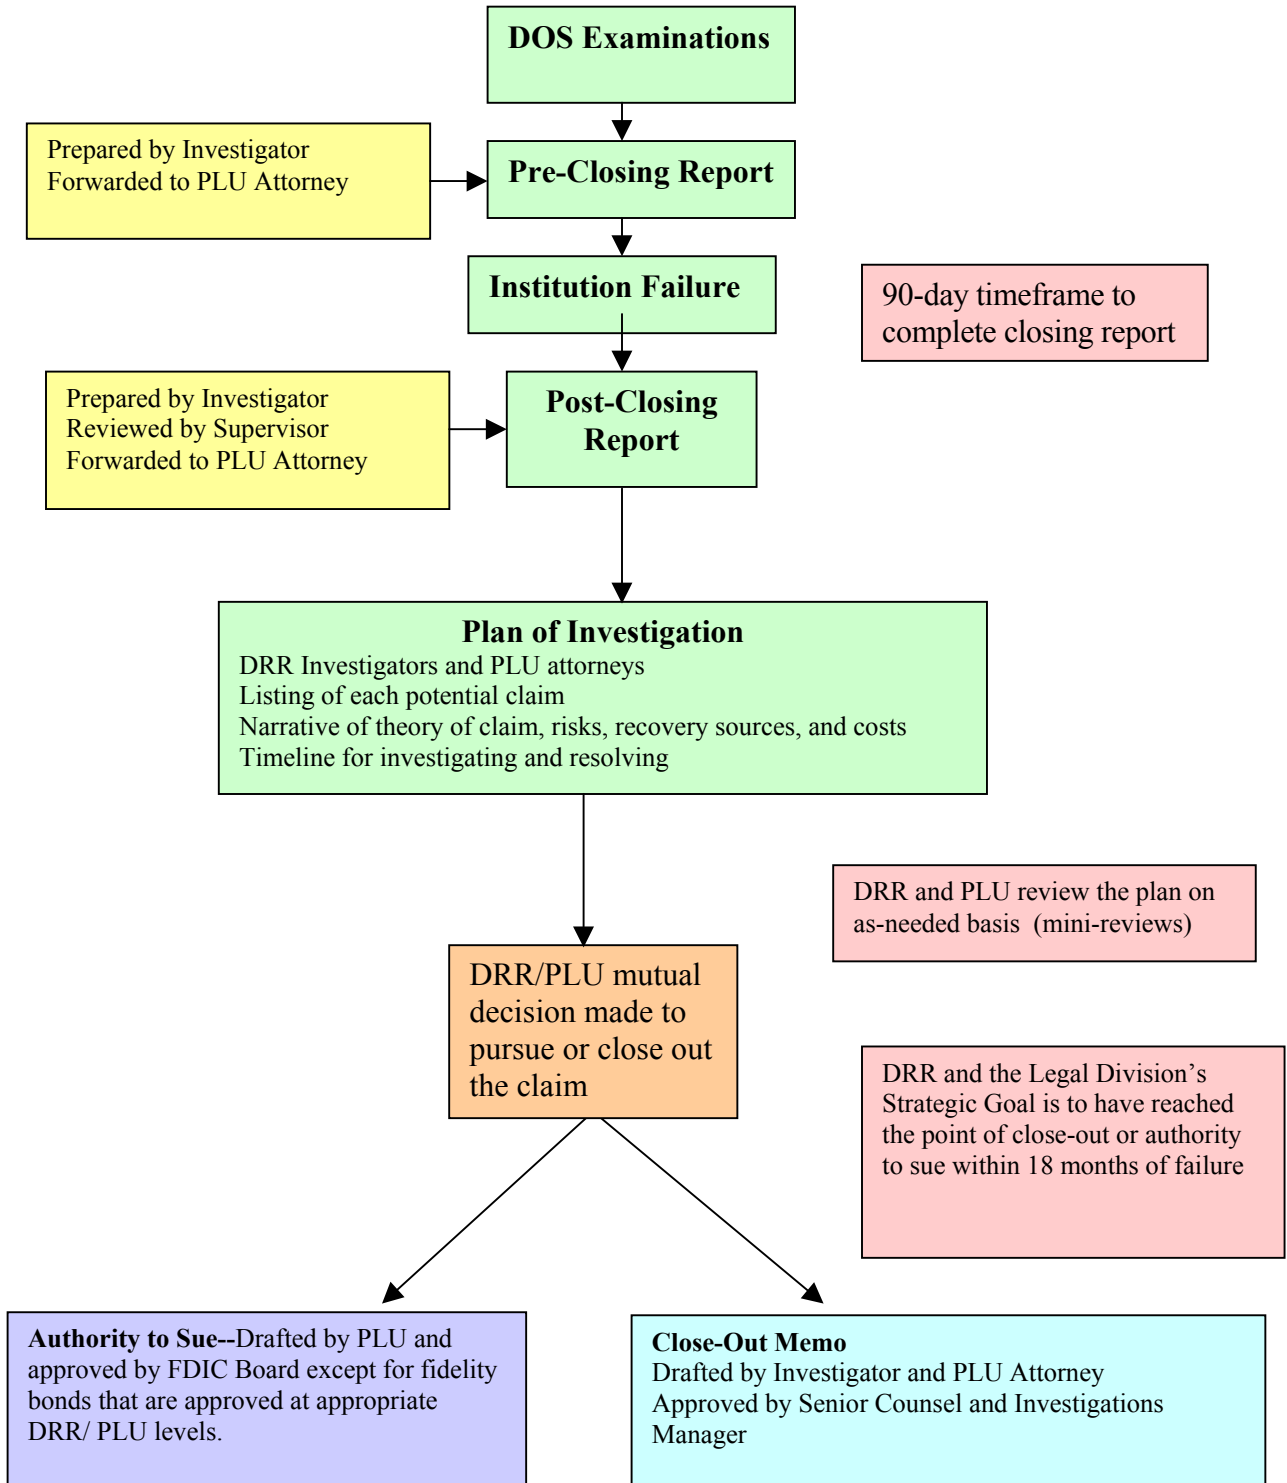 DOS Examinations
Prepared by Investigator
Forwarded to PLU Attorney
Pre-Closing Report
Institution Failure
90-day timeframe to
complete closing report
Prepared by Investigator
Reviewed by Supervisor
Forwarded to PLU Attorney
Post-Closing
Report
Plan of Investigation
DRR Investigators and PLU attorneys
Listing of each potential claim
Narrative of theory of claim, risks, recovery sources, and costs
Timeline for investigating and resolving
DRR and PLU review the plan on
as-needed basis  (mini-reviews)
DRR/PLU mutual
decision made to
pursue or close out
the claim
DRR and the Legal Division’s
Strategic Goal is to have reached
the point of close-out or authority
to sue within 18 months of failure
Authority to Sue--Drafted by PLU and
approved by FDIC Board except for fidelity
bonds that are approved at appropriate
DRR/ PLU levels.
Close-Out Memo
Drafted by Investigator and PLU Attorney
Approved by Senior Counsel and Investigations
Manager